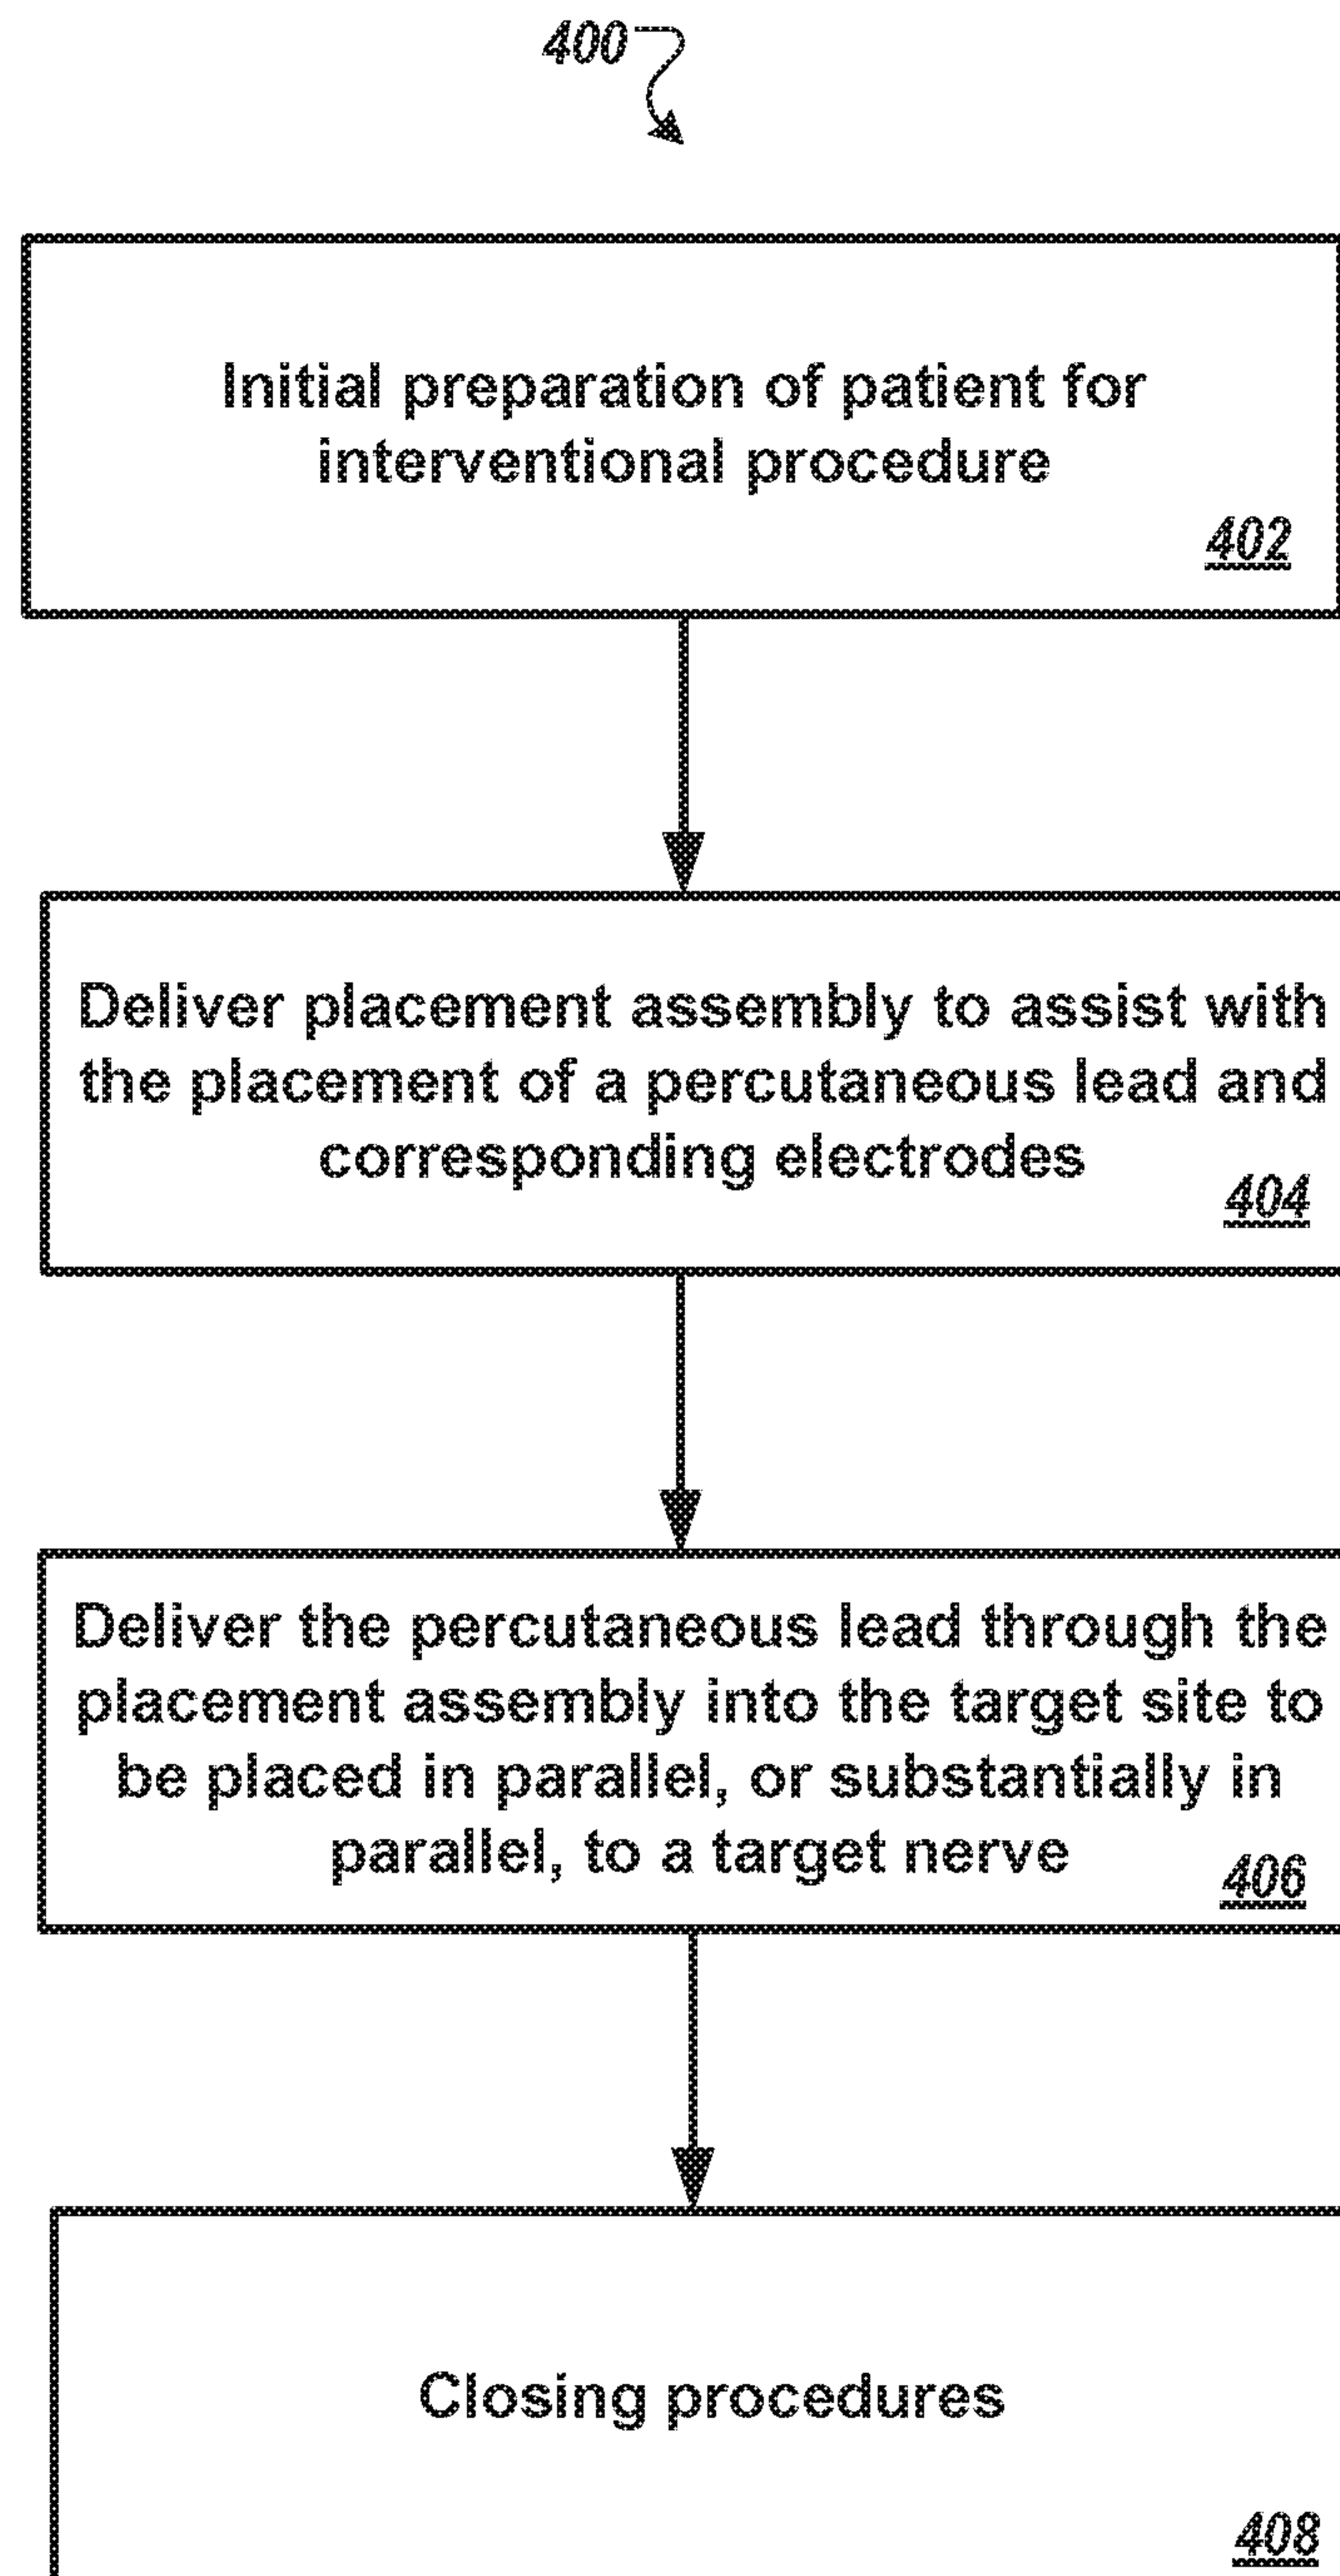 400
Initial preparation of patient for
interventional procedure
402
Deliver placement assembly to assist with
the placement of a percutaneous lead and
corresponding electrodes
404
Deliver the percutaneous lead through the
placement assembly into the target site to
be placed in parallel, or substantially in
parallel, to a target nerve
406
Closing procedures
408